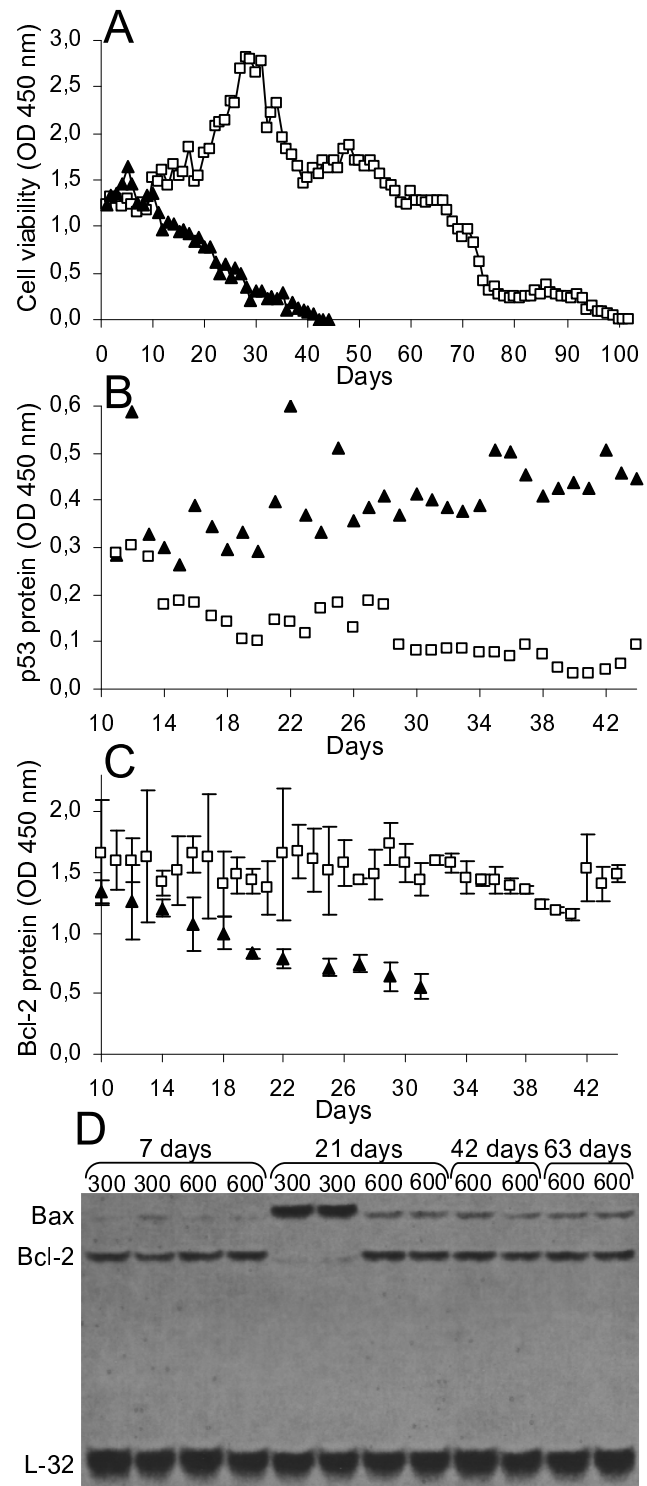 A
Cell viability (OD 450 nm)
3,0
2,5
2,0
1,5
1,0
0,5
0,0
0 10 20 30 40 50 60 70 80 90 100
Days
B
p53 protein (OD 450 nm)
0,6
0,5
0,4
0,3
0,2
0,1
0,0
10 14 18 22 26 30 34 38 42
Days
C
Bcl-2 protein (OD 450 nm)
2,0
1,5
1,0
0,5
0,0
10 14 18 22 26 30 34 38 42
Days
D
7 days 21 days 42 days 63 days
300 300 600 600 300 300 600 600 600 600 600 600
Bax
Bcl-2
L-32